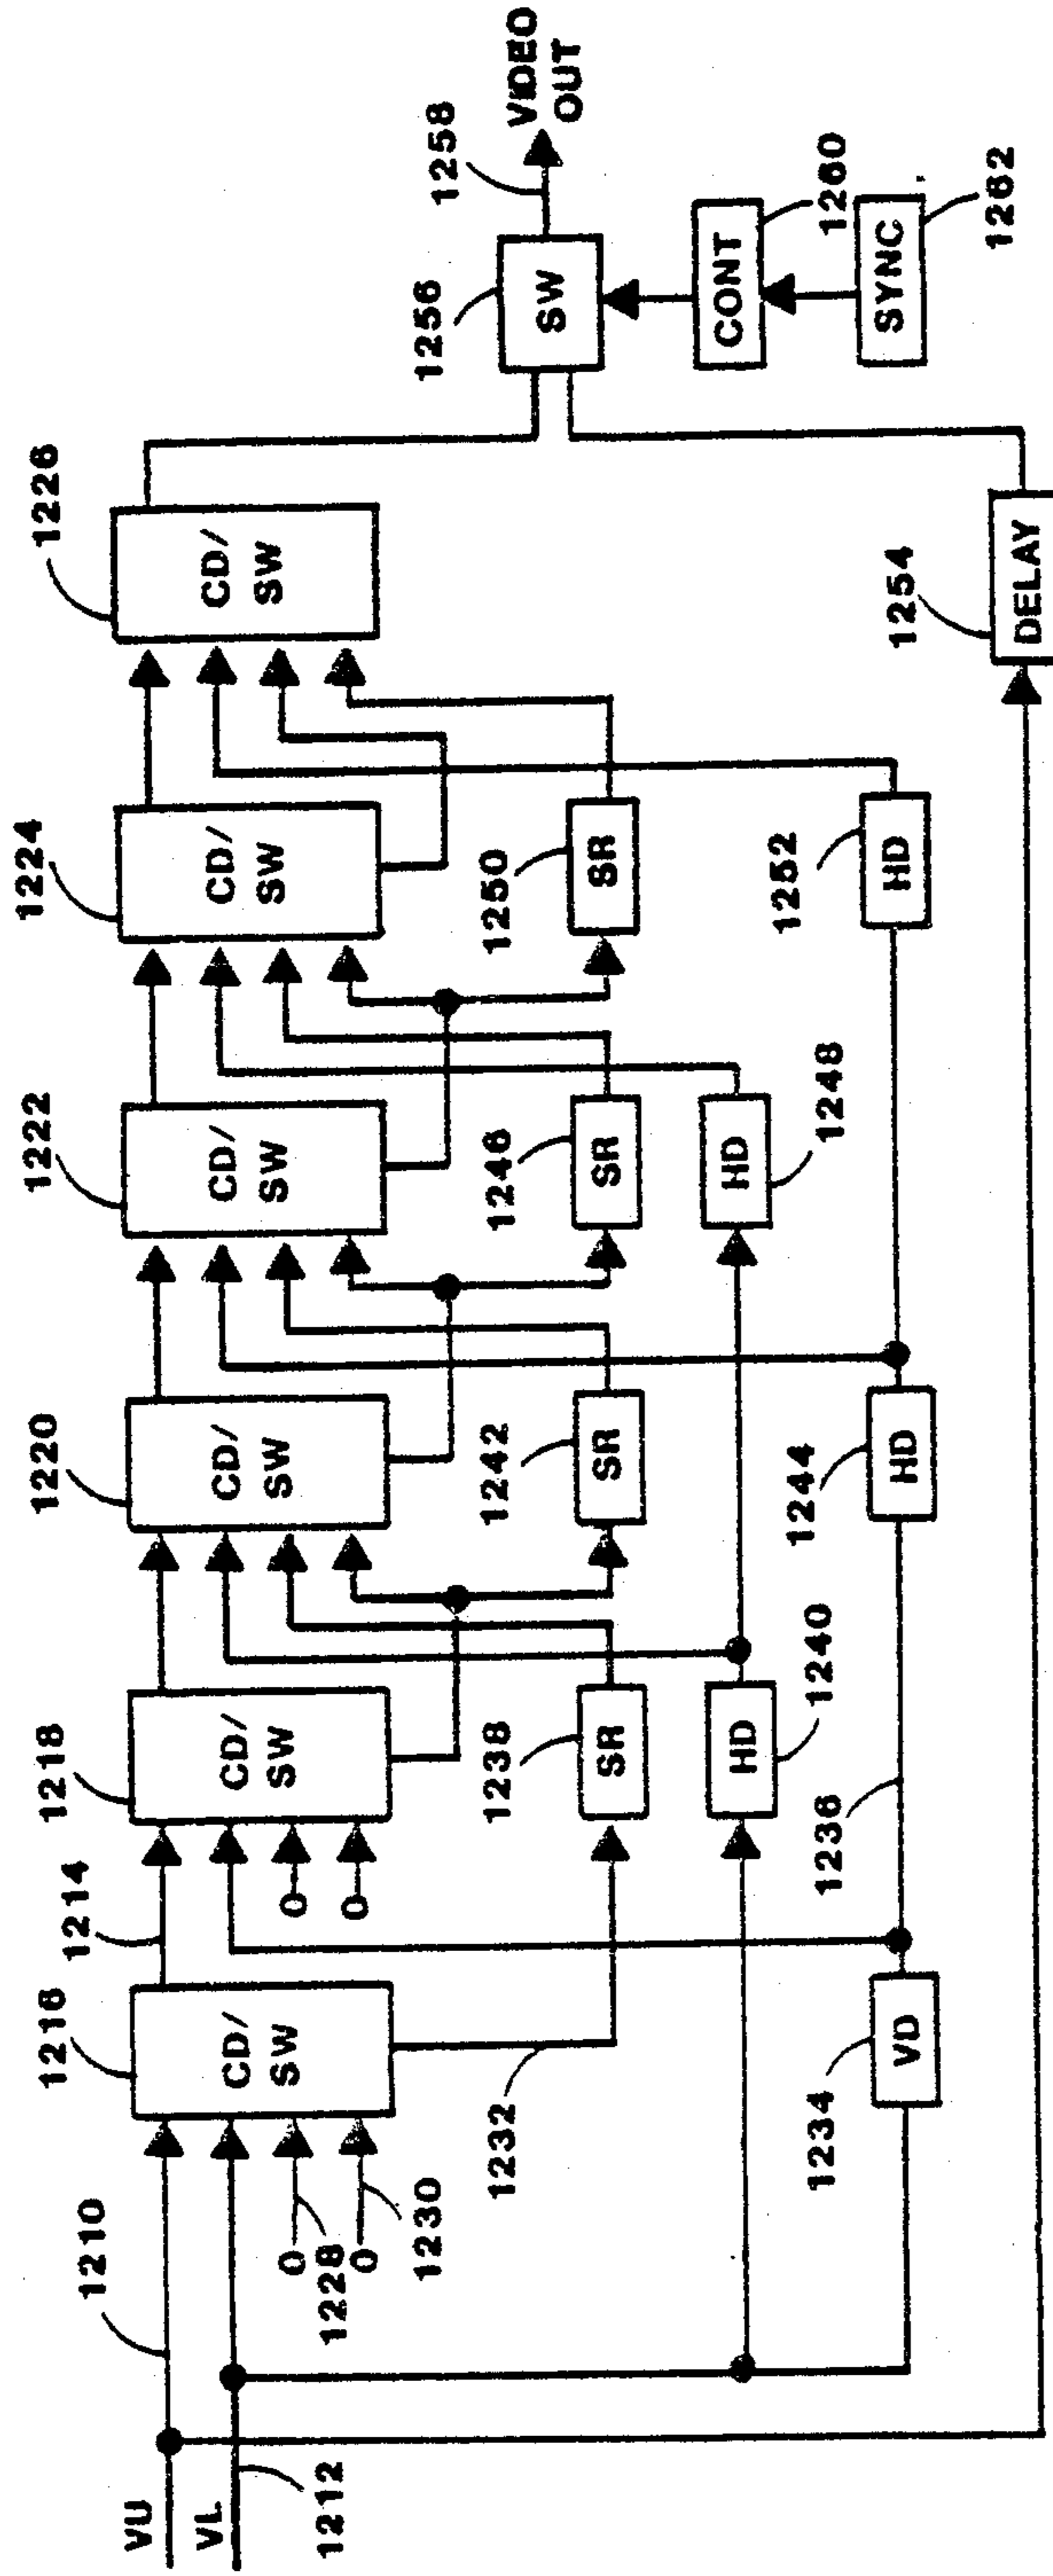 VU
VL
1210
1212
1216
CD/
SW
0
1228
0
1230
1232
1214
1218
CD/
SW
0
0
1220
CD/
SW
1222
CD/
SW
1224
CD/
SW
1226
CD/
SW
1238
SR
1242
SR
1246
SR
1250
SR
HD
1240
HD
1248
1234
VD
1236
1244
HD
1252
HD
1254
DELAY
1256
SW
1258
VIDEO
OUT
CONT
1260
SYNC
1262